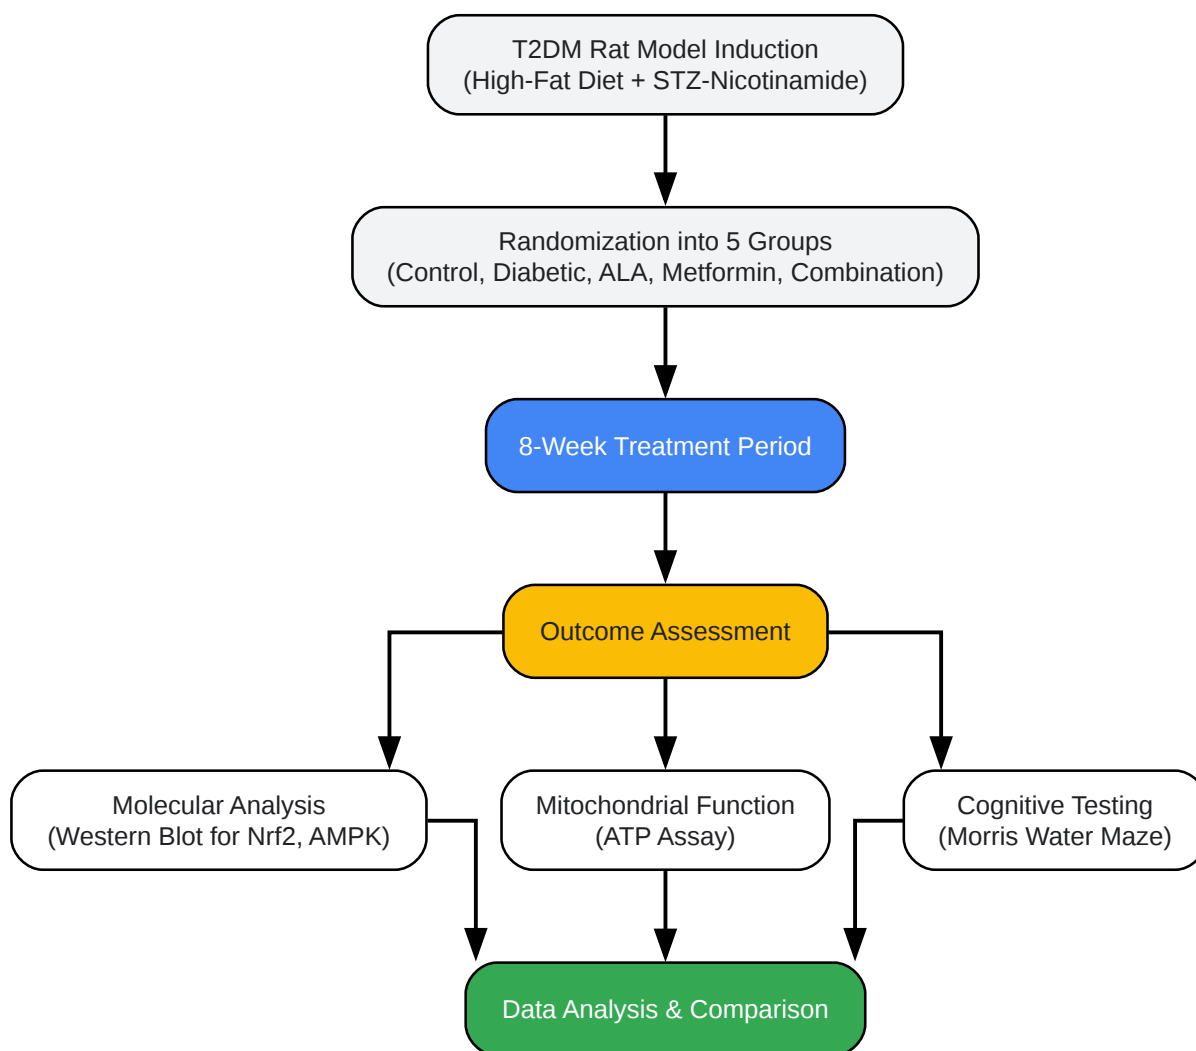 T2DM Rat Model Induction
(High-Fat Diet + STZ-Nicotinamide)
Randomization into 5 Groups
(Control, Diabetic, ALA, Metformin, Combination)
8-Week Treatment Period
Outcome Assessment
Molecular Analysis
(Western Blot for Nrf2, AMPK)
Mitochondrial Function
(ATP Assay)
Cognitive Testing
(Morris Water Maze)
Data Analysis & Comparison